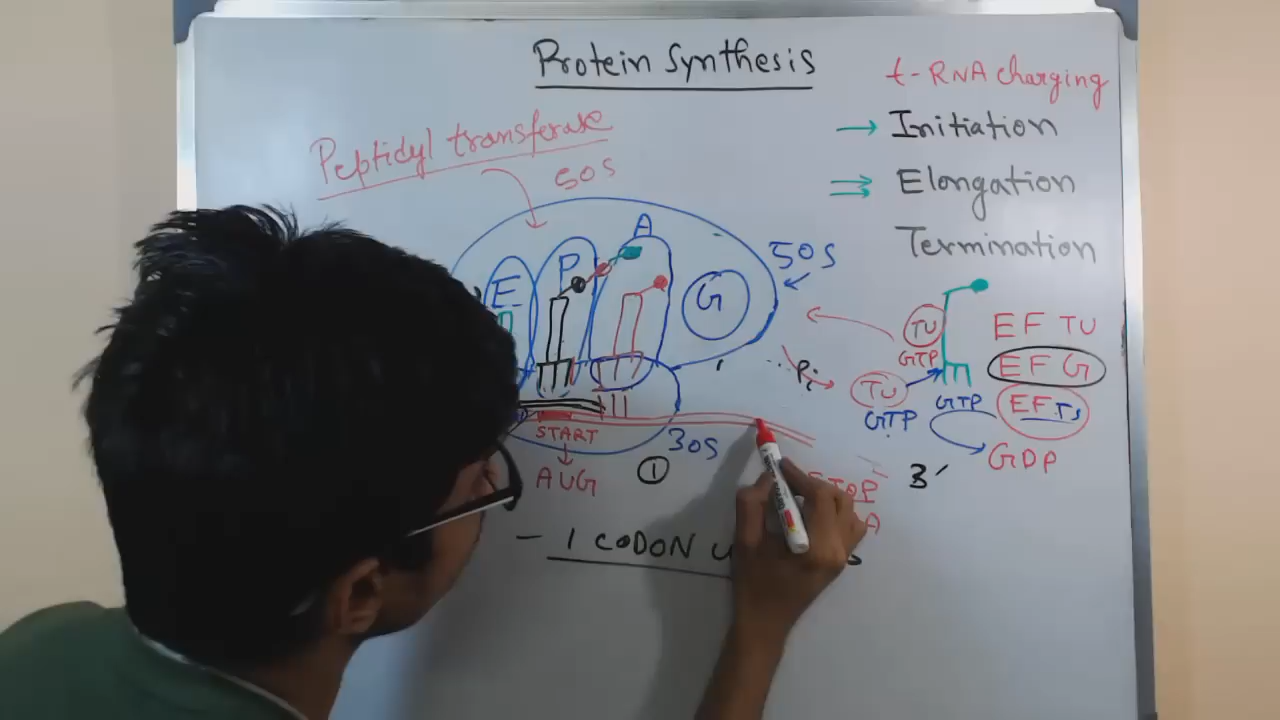 Protein Synthesis
t-RNA charging
→ Initiation
Elongation
Termination
Peptidyl transferase
50S
50S
E
P
A
G
TU
GTP
TU
GTP
GTP
Pi
EF TU
EF G
EF Ts
GDP
START
AUG
1
30S
3′
STOP
A
- 1 CODON